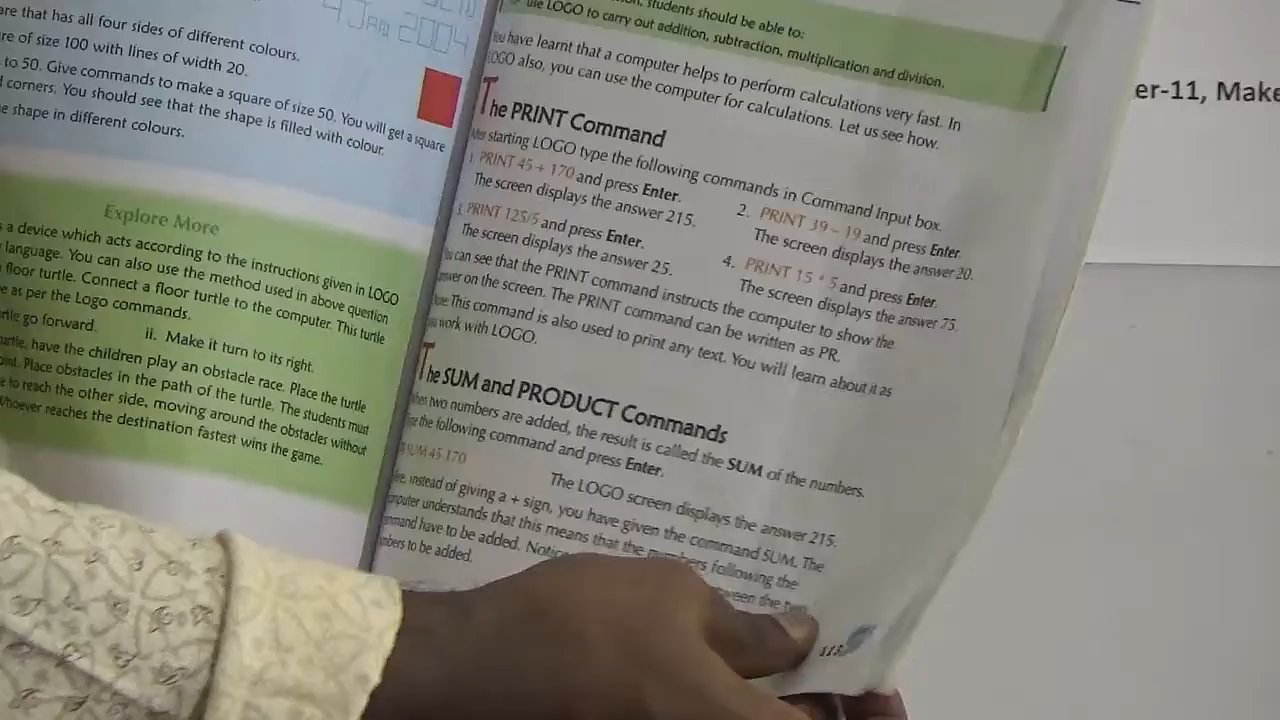 4 JAN 2004
are that has all four sides of different colours.
re of size 100 with lines of width 20.
to 50. Give commands to make a square of size 50. You will get a square
corners. You should see that the shape is filled with colour.
e shape in different colours.
Explore More
s a device which acts according to the instructions given in LOGO
language. You can also use the method used in above question
floor turtle. Connect a floor turtle to the computer. This turtle
e as per the Logo commands.
rtle go forward. ii. Make it turn to its right.
urtle, have the children play an obstacle race. Place the turtle
oint. Place obstacles in the path of the turtle. The students must
e to reach the other side, moving around the obstacles without
Whoever reaches the destination fastest wins the game.
students should be able to:
use LOGO to carry out addition, subtraction, multiplication and division.
You have learnt that a computer helps to perform calculations very fast. In
LOGO also, you can use the computer for calculations. Let us see how.
The PRINT Command
After starting LOGO type the following commands in Command Input box.
1. PRINT 45 + 170 and press Enter.
The screen displays the answer 215.
2. PRINT 39 – 19 and press Enter.
The screen displays the answer 20.
3. PRINT 125/5 and press Enter.
The screen displays the answer 25.
4. PRINT 15 * 5 and press Enter.
The screen displays the answer 75.
You can see that the PRINT command instructs the computer to show the
answer on the screen. The PRINT command can be written as PR.
Note This command is also used to print any text. You will learn about it as
you work with LOGO.
The SUM and PRODUCT Commands
When two numbers are added, the result is called the SUM of the numbers.
Type the following command and press Enter.
SUM 45 170
The LOGO screen displays the answer 215.
instead of giving a + sign, you have given the command SUM. The
computer understands that this means that the numbers following the
command have to be added. Notice between the two
numbers to be added.
113
er-11, Make